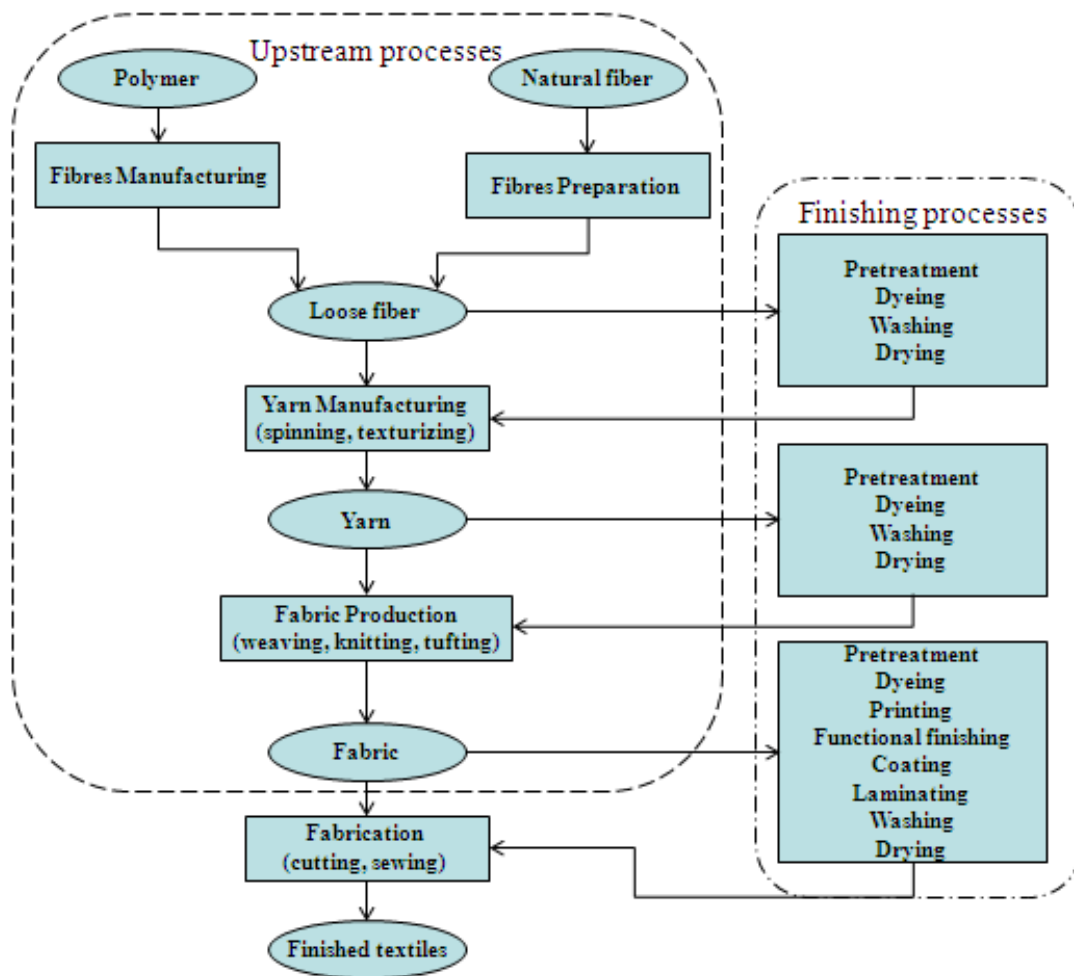 Upstream processes
Polymer
Natural fiber
Fibres Manufacturing
Fibres Preparation
Finishing processes
Loose fiber
Pretreatment
Dyeing
Washing
Drying
Yarn Manufacturing
(spinning, texturizing)
Yarn
Pretreatment
Dyeing
Washing
Drying
Fabric Production
(weaving, knitting, tufting)
Fabric
Pretreatment
Dyeing
Printing
Functional finishing
Coating
Laminating
Washing
Drying
Fabrication
(cutting, sewing)
Finished textiles